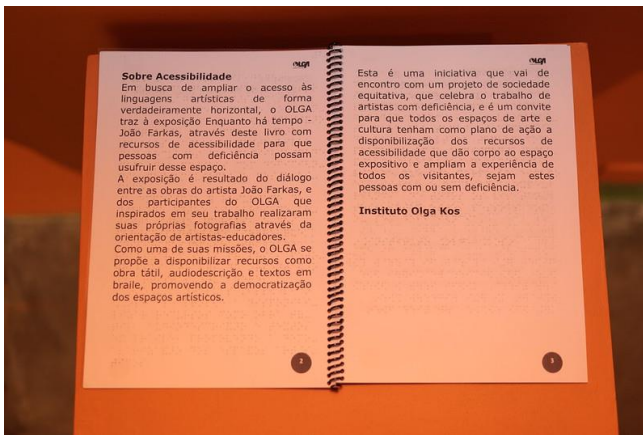 OLGA
Sobre Acessibilidade
Em busca de ampliar o acesso às
linguagens artísticas de forma
verdadeiramente horizontal, o OLGA
traz à exposição Enquanto há tempo -
João Farkas, através deste livro com
recursos de acessibilidade para que
pessoas com deficiência possam
usufruir desse espaço.
A exposição é resultado do diálogo
entre as obras do artista João Farkas, e
dos participantes do OLGA que
inspirados em seu trabalho realizaram
suas próprias fotografias através da
orientação de artistas-educadores.
Como uma de suas missões, o OLGA se
propõe a disponibilizar recursos como
obra tátil, audiodescrição e textos em
braile, promovendo a democratização
dos espaços artísticos.
2
OLGA
Esta é uma iniciativa que vai de
encontro com um projeto de sociedade
equitativa, que celebra o trabalho de
artistas com deficiência, e é um convite
para que todos os espaços de arte e
cultura tenham como plano de ação a
disponibilização dos recursos de
acessibilidade que dão corpo ao espaço
expositivo e ampliam a experiência de
todos os visitantes, sejam estes
pessoas com ou sem deficiência.
Instituto Olga Kos
3